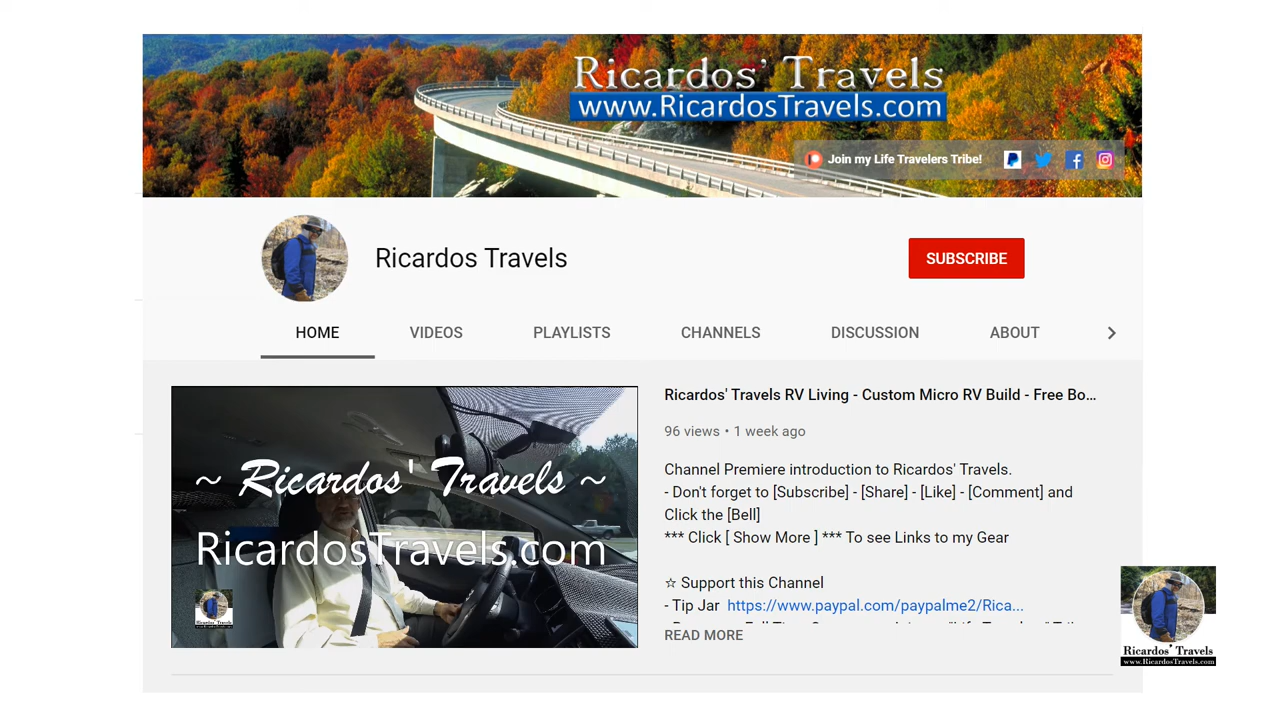 Ricardos' Travels
www.RicardosTravels.com
Join my Life Travelers Tribe!
Ricardos Travels
SUBSCRIBE
HOME VIDEOS PLAYLISTS CHANNELS DISCUSSION ABOUT
~ Ricardos' Travels ~
RicardosTravels.com
Ricardos' Travels RV Living - Custom Micro RV Build - Free Bo...
96 views • 1 week ago
Channel Premiere introduction to Ricardos' Travels.
- Don't forget to [Subscribe] - [Share] - [Like] - [Comment] and
Click the [Bell]
*** Click [ Show More ] *** To see Links to my Gear
☆ Support this Channel
- Tip Jar https://www.paypal.com/paypalme2/Rica...
READ MORE
Ricardos' Travels
www.RicardosTravels.com